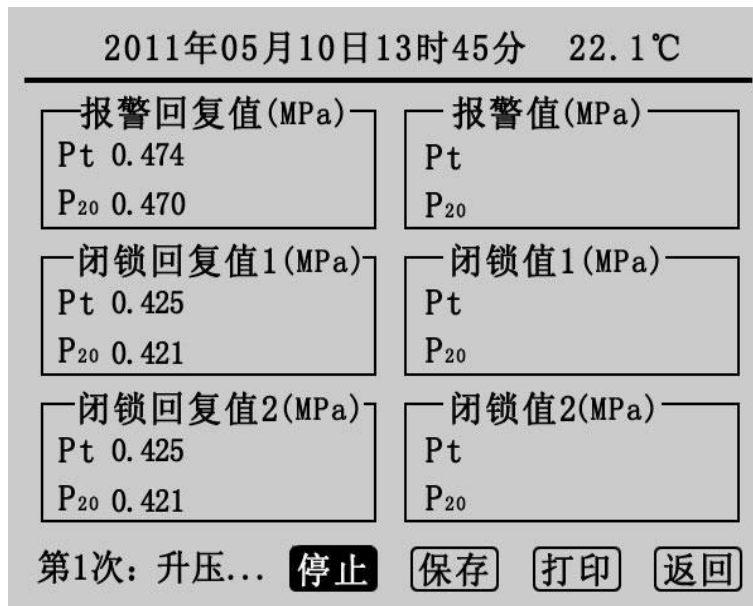 2011年05月10日13时45分 22.1℃
报警回复值(MPa) 报警值(MPa)
Pt 0.474 Pt
P₂₀ 0.470 P₂₀
闭锁回复值1(MPa) 闭锁值1(MPa)
Pt 0.425 Pt
P₂₀ 0.421 P₂₀
闭锁回复值2(MPa) 闭锁值2(MPa)
Pt 0.425 Pt
P₂₀ 0.421 P₂₀
第1次：升压... 停止 保存 打印 返回